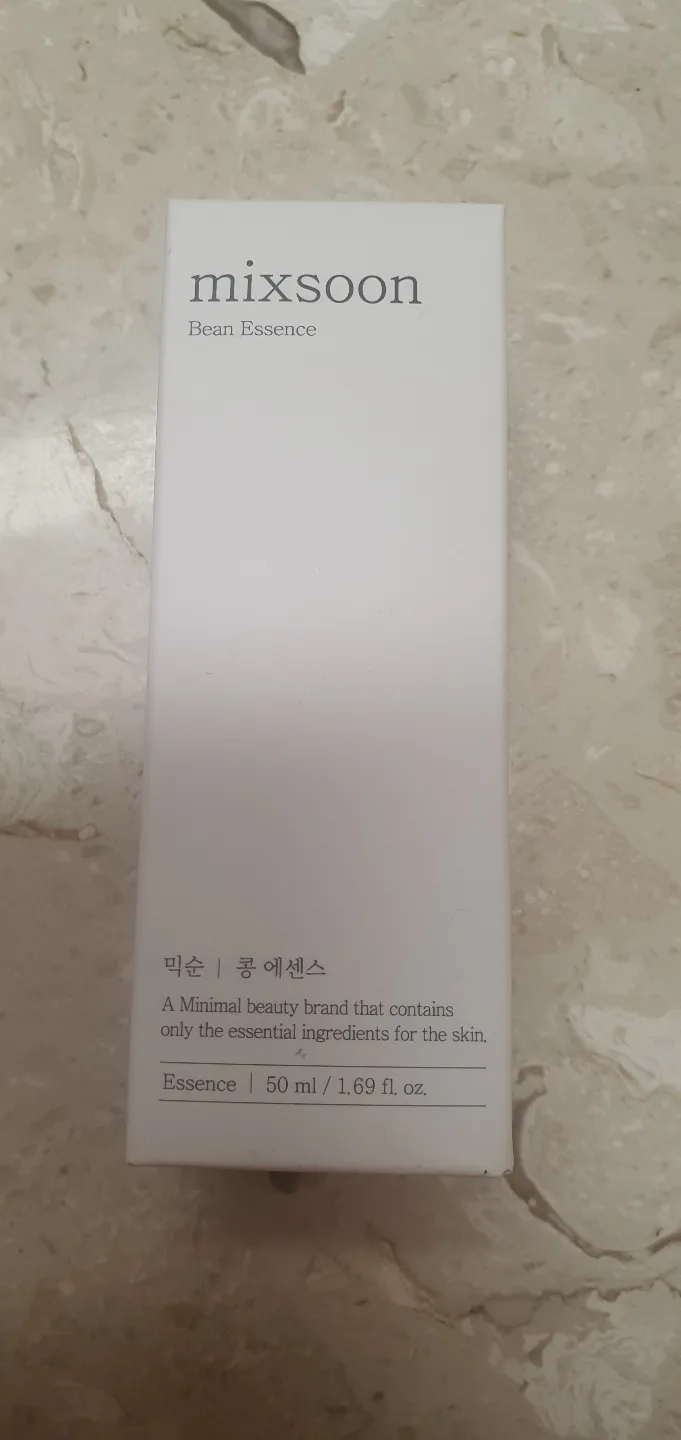 mixsoon
Bean Essence
믹순 | 콩 에센스
A Minimal beauty brand that contains
only the essential ingredients for the skin.
Essence | 50 ml / 1.69 fl. oz.